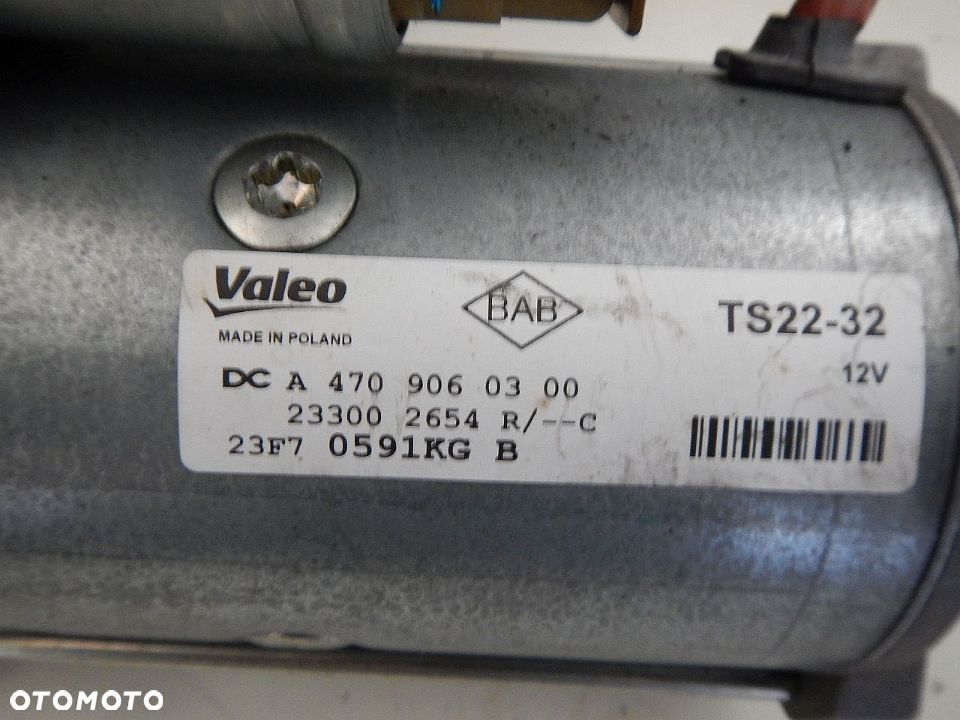 Valeo
MADE IN POLAND
BAB
TS22-32
12V
DC A 470 906 03 00
23300 2654 R/--C
23F7 0591KG B
OTOMOTO